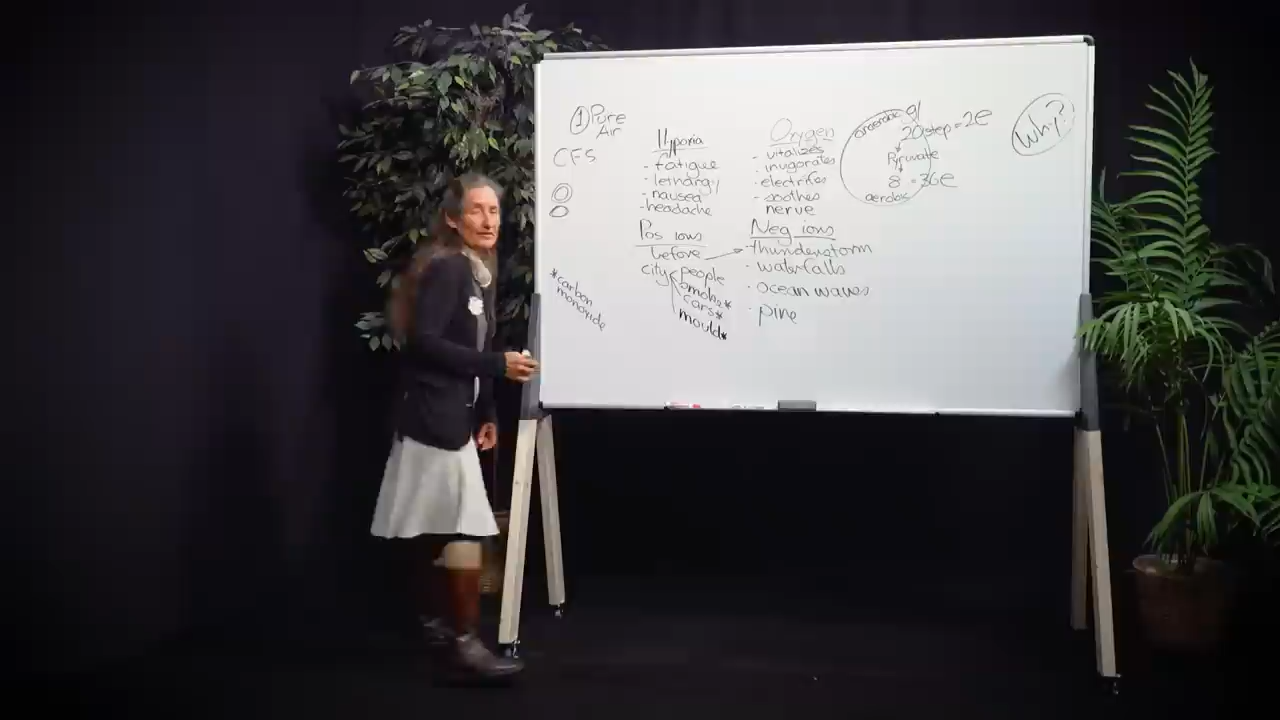 ① Pure
Air
CFS
Hypoxia
- fatigue
- lethargy
- nausea
- headache
Pos ions
before
city
people
smoke*
cars*
mould*
*carbon
monoxide
Oxygen
- vitalizes
- invigorates
- electrifes
- soothes
nerve
Neg ions
thunderstorm
- waterfalls
- ocean waves
- pine
anaerobic
gl
20 step = 2e
Pyruvate
8 = 36e
aerobic
Why?